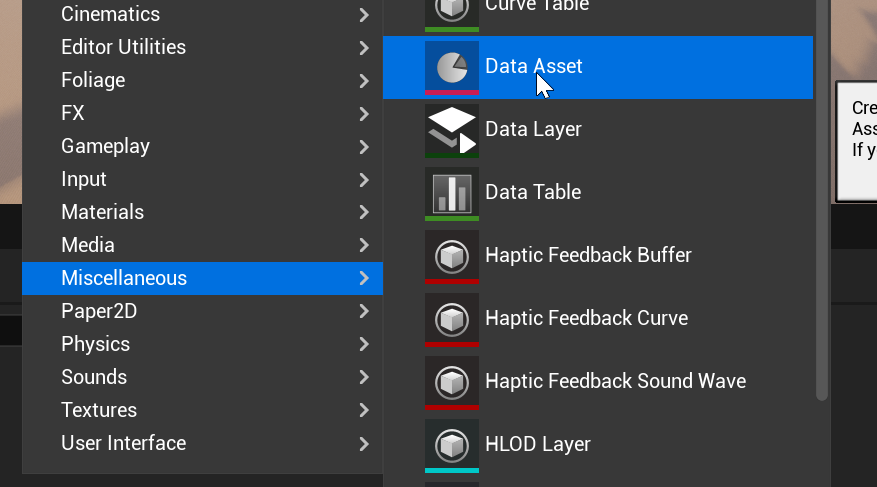 Cinematics
Editor Utilities
Foliage
FX
Gameplay
Input
Materials
Media
Miscellaneous
Paper2D
Physics
Sounds
Textures
User Interface
Curve Table
Data Asset
Data Layer
Data Table
Haptic Feedback Buffer
Haptic Feedback Curve
Haptic Feedback Sound Wave
HLOD Layer
Cre
Ass
If y